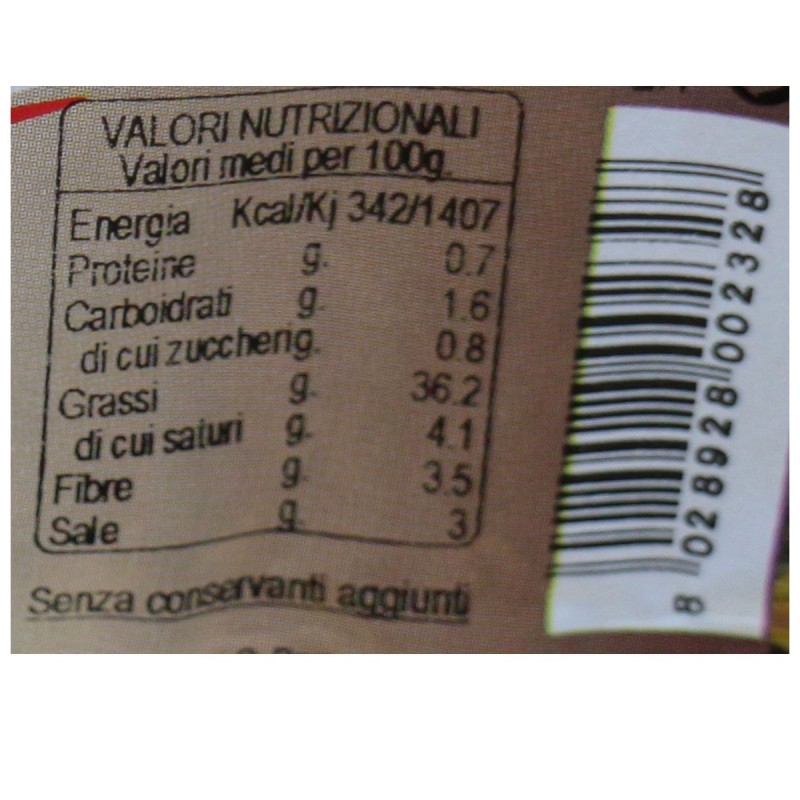 VALORI NUTRIZIONALI
Valori medi per 100g.
Energia Kcal/Kj 342/1407
Proteine g. 0.7
Carboidrati g. 1.6
di cui zuccheri g. 0.8
Grassi g. 36.2
di cui saturi g. 4.1
Fibre g. 3.5
Sale g. 3
Senza conservanti aggiunti
8 028928 002328